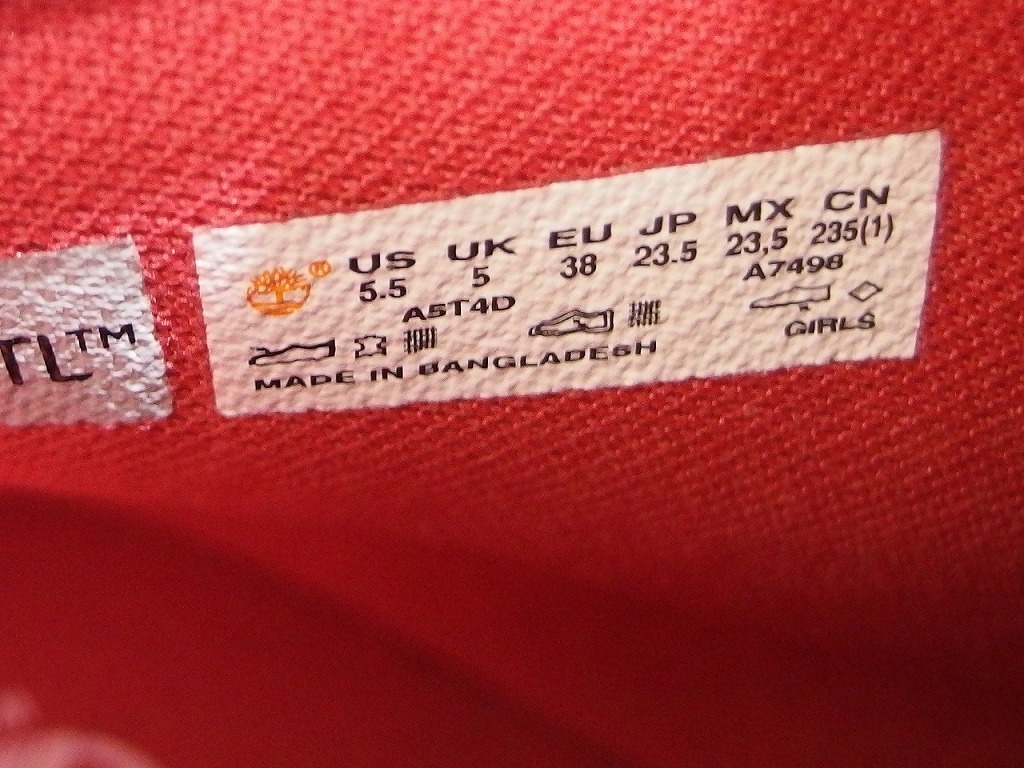 TL™
US UK EU JP MX CN
5.5 5 38 23.5 23,5 235(1)
A5T4D A7498
GIRLS
MADE IN BANGLADESH